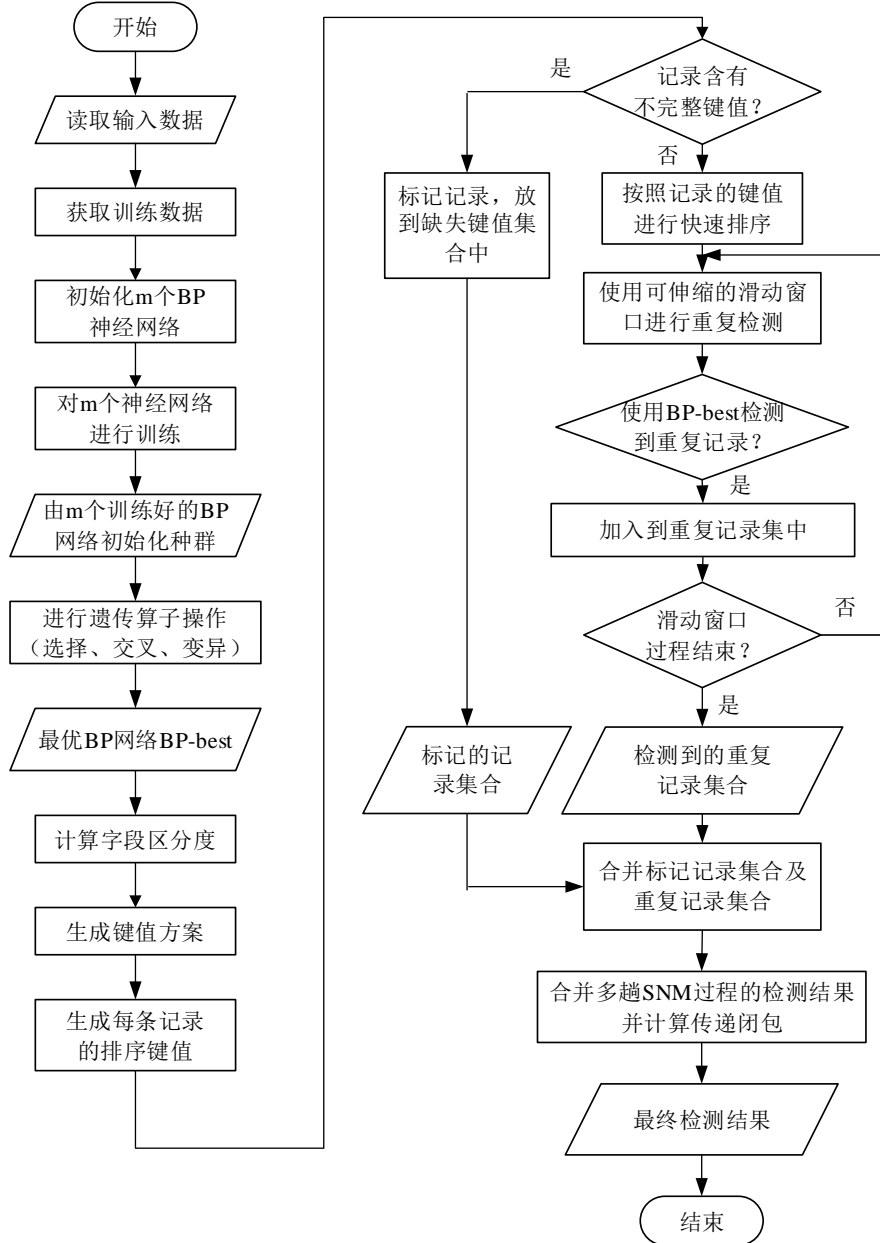 开始
读取输入数据
获取训练数据
初始化m个BP
神经网络
对m个神经网络
进行训练
由m个训练好的BP
网络初始化种群
进行遗传算子操作
（选择、交叉、变异）
最优BP网络BP-best
计算字段区分度
生成键值方案
生成每条记录
的排序键值
记录含有
不完整键值？
是
否
标记记录，放
到缺失键值集
合中
按照记录的键值
进行快速排序
使用可伸缩的滑动窗
口进行重复检测
使用BP-best检测
到重复记录？
是
加入到重复记录集中
滑动窗口
过程结束？
否
是
标记的记
录集合
检测到的重复
记录集合
合并标记记录集合及
重复记录集合
合并多趟SNM过程的检测结果
并计算传递闭包
最终检测结果
结束